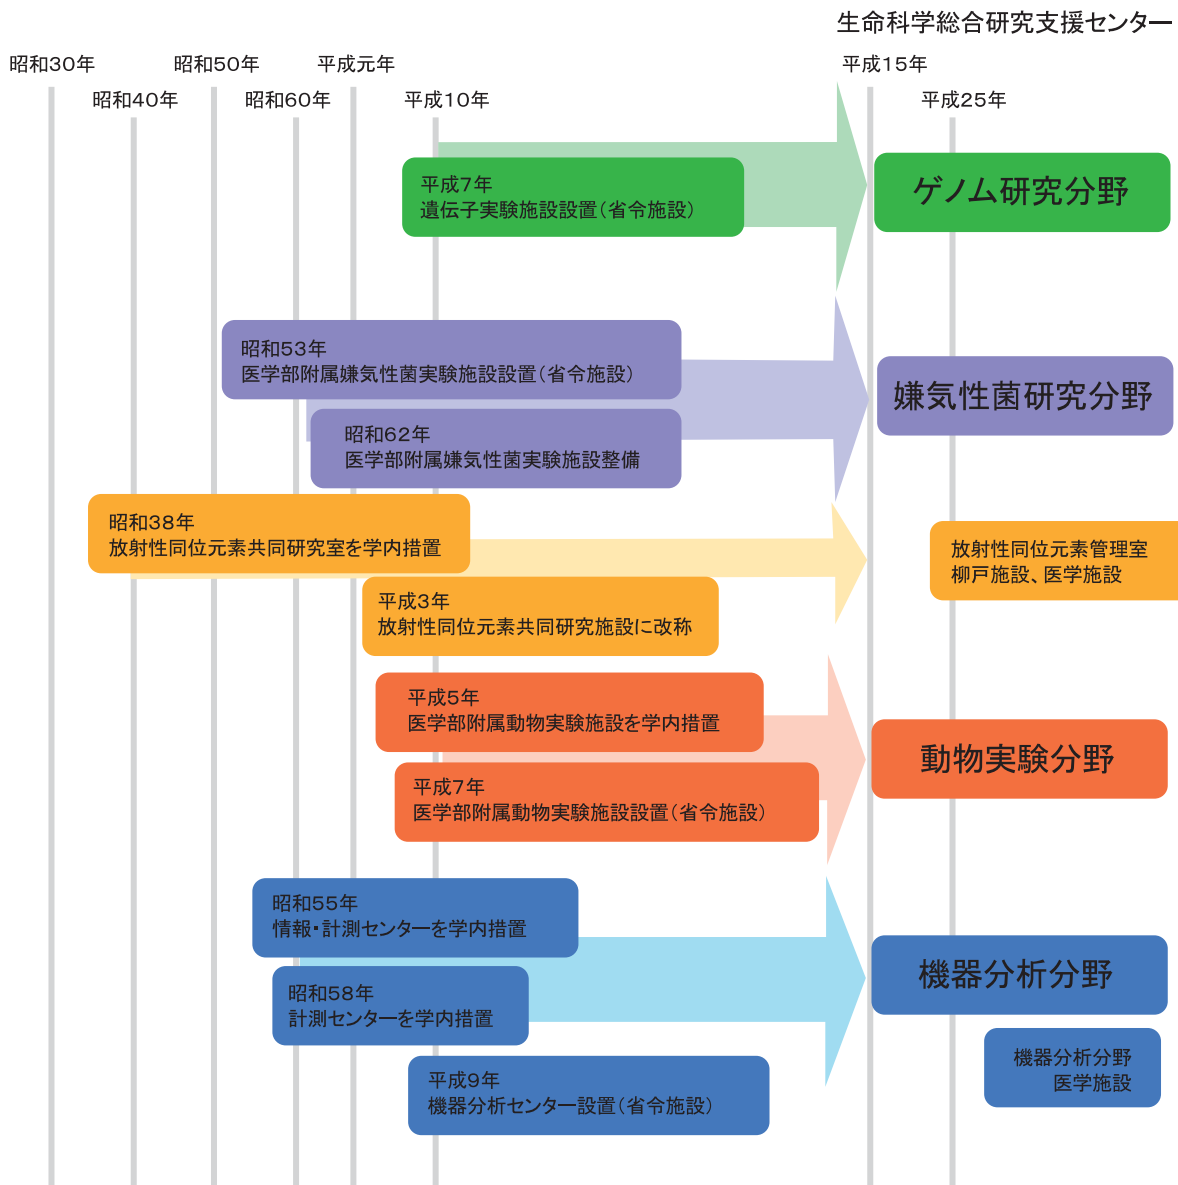 生命科学総合研究支援センター
昭和30年
昭和50年
平成元年
平成15年
昭和40年
昭和60年
平成10年
平成25年
平成7年
遺伝子実験施設設置（省令施設）
ゲノム研究分野
昭和53年
医学部附属嫌気性菌実験施設設置（省令施設）
昭和62年
医学部附属嫌気性菌実験施設整備
嫌気性菌研究分野
昭和38年
放射性同位元素共同研究室を学内措置
平成3年
放射性同位元素共同研究施設に改称
放射性同位元素管理室
柳戸施設、医学施設
平成5年
医学部附属動物実験施設を学内措置
平成7年
医学部附属動物実験施設設置（省令施設）
動物実験分野
昭和55年
情報・計測センターを学内措置
昭和58年
計測センターを学内措置
平成9年
機器分析センター設置（省令施設）
機器分析分野
機器分析分野
医学施設